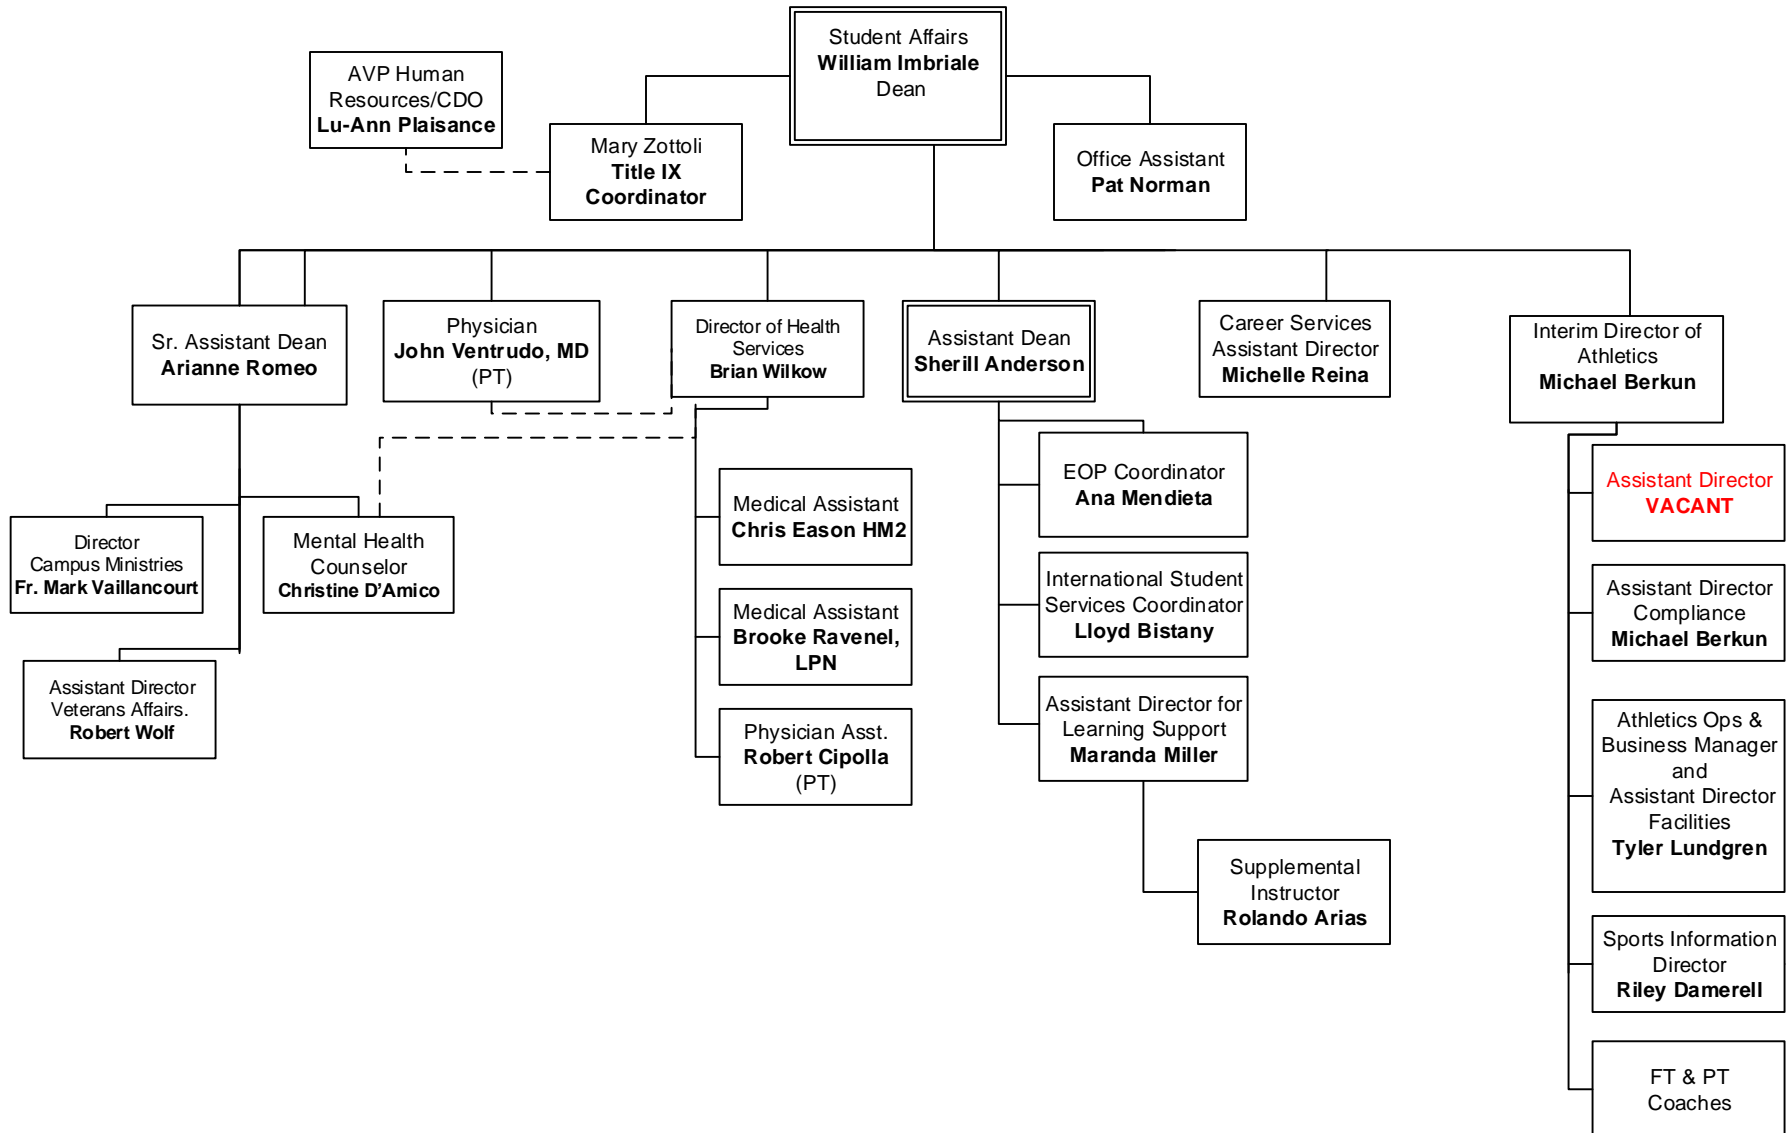 Student Affairs
William Imbriale
Dean
AVP Human
Resources/CDO
Lu-Ann Plaisance
Mary Zottoli
Title IX
Coordinator
Office Assistant
Pat Norman
Sr. Assistant Dean
Arianne Romeo
Physician
John Ventrudo, MD
(PT)
Director of Health
Services
Brian Wilkow
Assistant Dean
Sherill Anderson
Career Services
Assistant Director
Michelle Reina
Interim Director of
Athletics
Michael Berkun
Director
Campus Ministries
Fr. Mark Vaillancourt
Mental Health
Counselor
Christine D'Amico
Assistant Director
Veterans Affairs.
Robert Wolf
Medical Assistant
Chris Eason HM2
Medical Assistant
Brooke Ravenel,
LPN
Physician Asst.
Robert Cipolla
(PT)
EOP Coordinator
Ana Mendieta
International Student
Services Coordinator
Lloyd Bistany
Assistant Director for
Learning Support
Maranda Miller
Supplemental
Instructor
Rolando Arias
Assistant Director
VACANT
Assistant Director
Compliance
Michael Berkun
Athletics Ops &
Business Manager
and
Assistant Director
Facilities
Tyler Lundgren
Sports Information
Director
Riley Damerell
FT & PT
Coaches